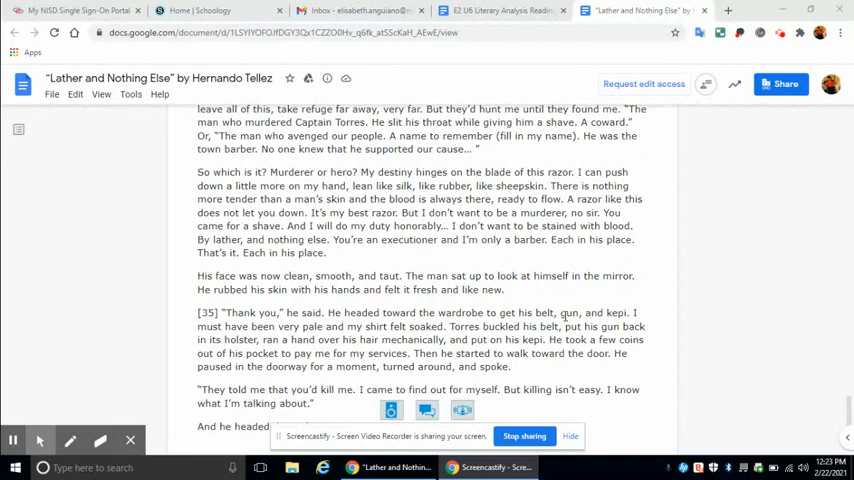 My NISD Single Sign-On Portal
Home | Schoology
Inbox - elisabeth.anguiano@
E2 U6 Literary Analysis Reading
"Lather and Nothing Else" by H
docs.google.com/document/d/1LSYlYOFOJfDGY3Qx1CZZO0Hv_q6fk_atSScKaH_AEwE/view
Apps
"Lather and Nothing Else" by Hernando Tellez
File Edit View Tools Help
Request edit access
Share
leave all of this, take refuge far away, very far. But they'd hunt me until they found me. "The
man who murdered Captain Torres. He slit his throat while giving him a shave. A coward."
Or, "The man who avenged our people. A name to remember (fill in my name). He was the
town barber. No one knew that he supported our cause… "
So which is it? Murderer or hero? My destiny hinges on the blade of this razor. I can push
down a little more on my hand, lean like silk, like rubber, like sheepskin. There is nothing
more tender than a man's skin and the blood is always there, ready to flow. A razor like this
does not let you down. It's my best razor. But I don't want to be a murderer, no sir. You
came for a shave. And I will do my duty honorably… I don't want to be stained with blood.
By lather, and nothing else. You're an executioner and I'm only a barber. Each in his place.
That's it. Each in his place.
His face was now clean, smooth, and taut. The man sat up to look at himself in the mirror.
He rubbed his skin with his hands and felt it fresh and like new.
[35] "Thank you," he said. He headed toward the wardrobe to get his belt, gun, and kepi. I
must have been very pale and my shirt felt soaked. Torres buckled his belt, put his gun back
in its holster, ran a hand over his hair mechanically, and put on his kepi. He took a few coins
out of his pocket to pay me for my services. Then he started to walk toward the door. He
paused in the doorway for a moment, turned around, and spoke.
"They told me that you'd kill me. I came to find out for myself. But killing isn't easy. I know
what I'm talking about."
And he headed
Screencastify - Screen Video Recorder is sharing your screen.
Stop sharing
Hide
Type here to search
"Lather and Nothin...
Screencastify - Scre...
12:23 PM
2/22/2021